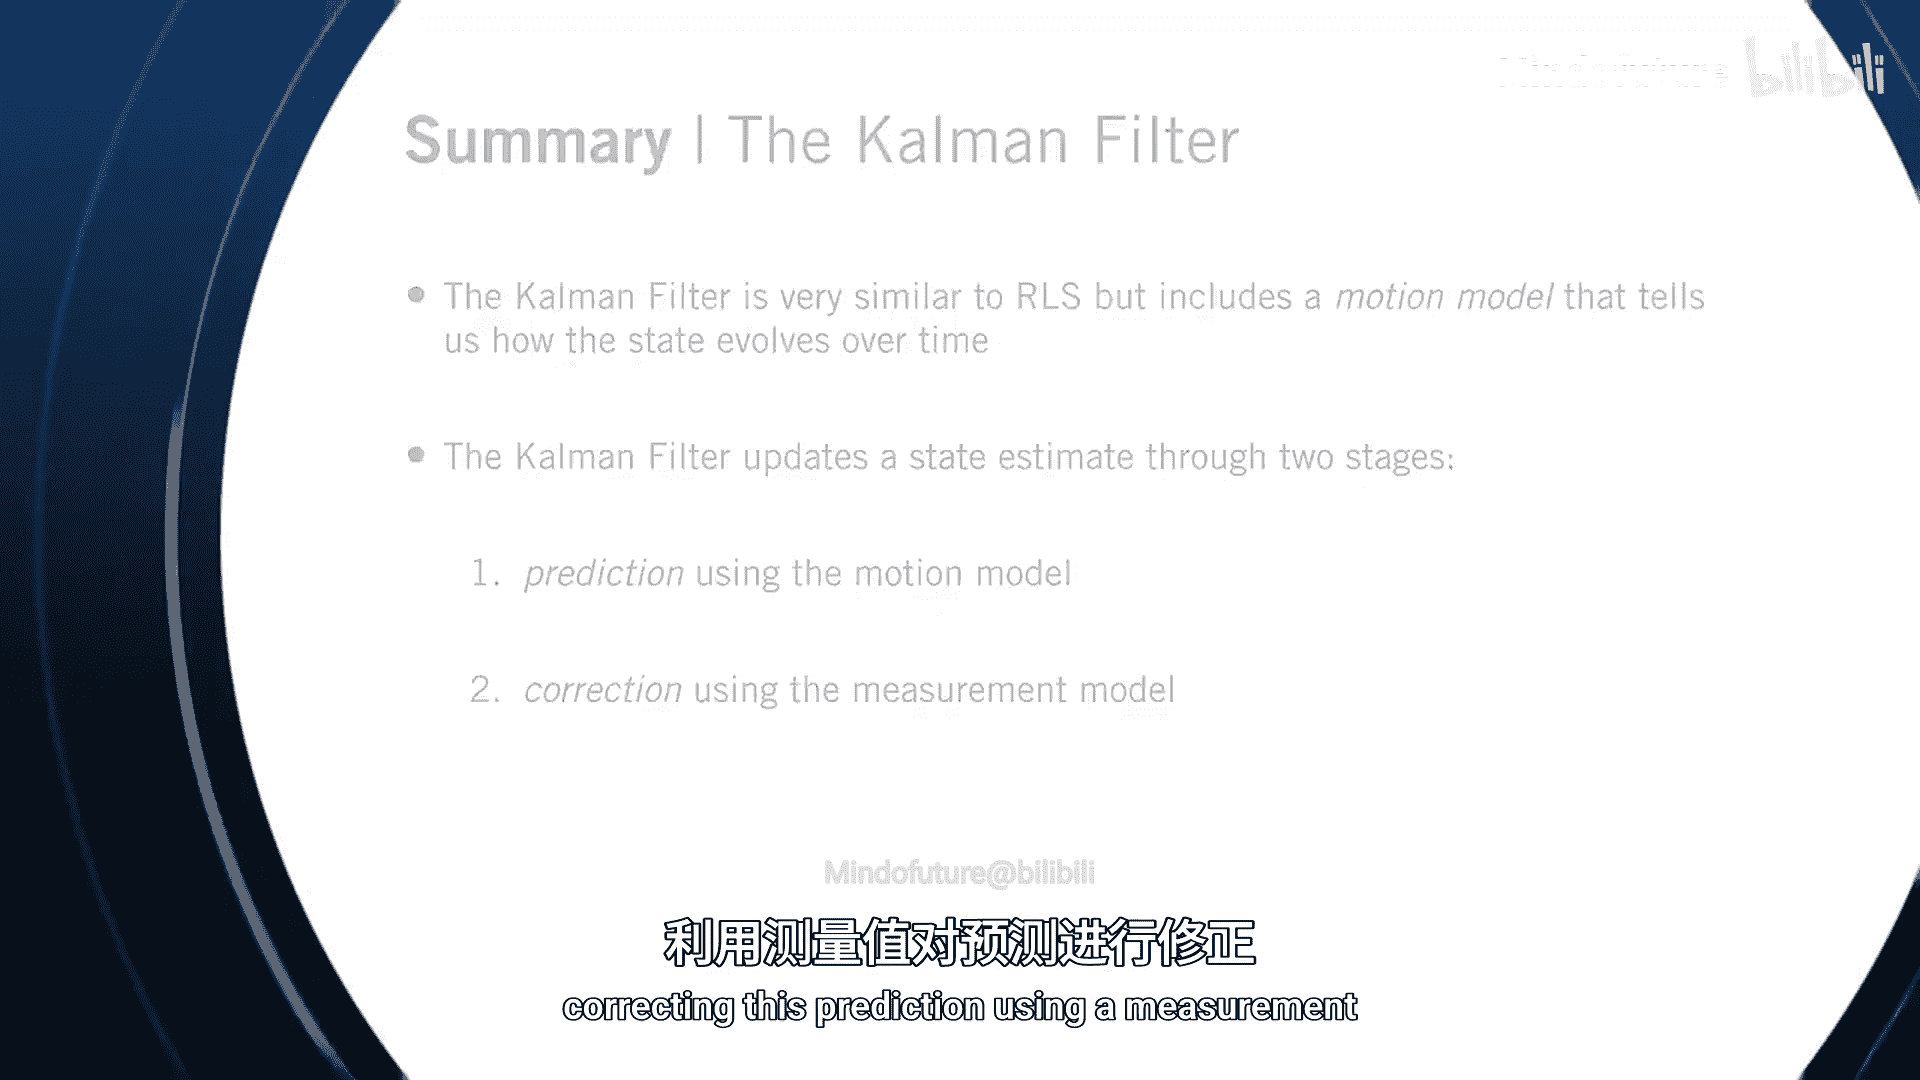 bilibili
Summary | The Kalman Filter
• The Kalman Filter is very similar to RLS but includes a motion model that tells
us how the state evolves over time
• The Kalman Filter updates a state estimate through two stages:
1. prediction using the motion model
2. correction using the measurement model
Mindofuture@bilibili
利用测量值对预测进行修正
correcting this prediction using a measurement